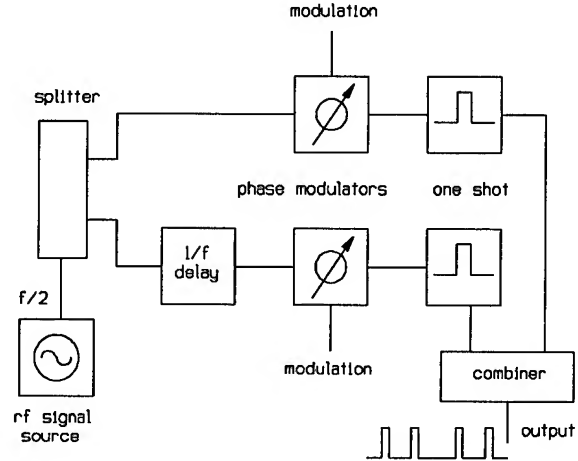 modulation
splitter
phase modulators
one shot
1/f
delay
f/2
modulation
combiner
rf signal
source
output